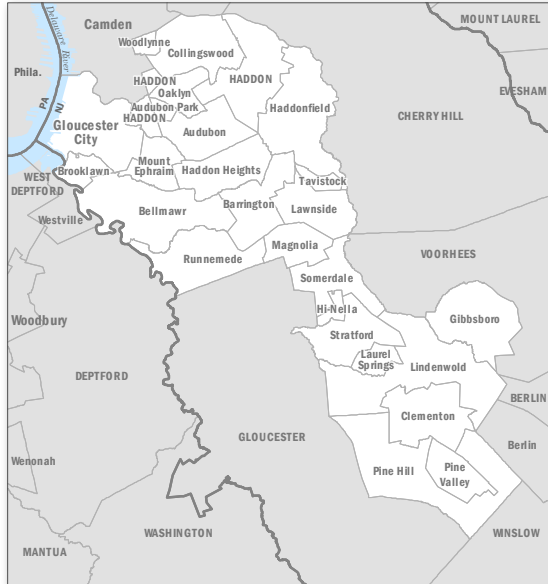 MOUNT LAUREL
Camden
Delaware River
Woodlynne
Collingswood
Phila.
HADDON
HADDON
Oaklyn
EVESHAM
PA
NJ
Audubon Park
Haddonfield
HADDON
CHERRY HILL
Gloucester
City
Audubon
Mount
Ephraim
Haddon Heights
Brooklawn
WEST
DEPTFORD
Tavistock
Barrington
Lawnside
Bellmawr
Westville
Magnolia
VOORHEES
Runnemede
Somerdale
Hi-Nella
Gibbsboro
Woodbury
Stratford
Laurel
Springs
Lindenwold
DEPTFORD
BERLIN
Clementon
GLOUCESTER
Berlin
Wenonah
Pine Hill
Pine
Valley
WASHINGTON
WINSLOW
MANTUA